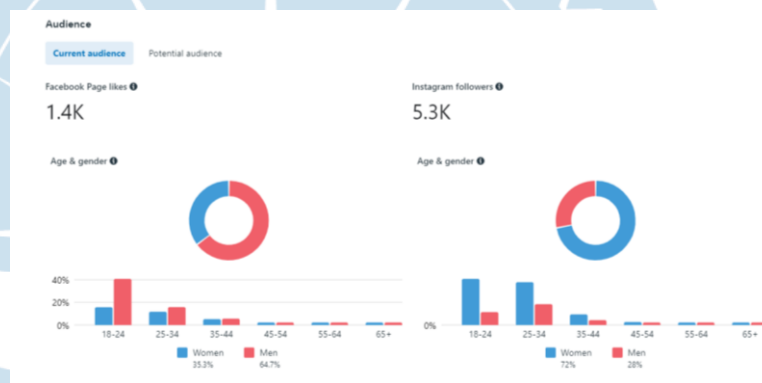 Audience
Current audience Potential audience
Facebook Page likes
1.4K
Instagram followers
5.3K
Age & gender
40%
20%
0%
18-24 25-34 35-44 45-54 55-64 65+
Women Men
35.3% 64.7%
Age & gender
0%
18-24 25-34 35-44 45-54 55-64 65+
Women Men
72% 28%